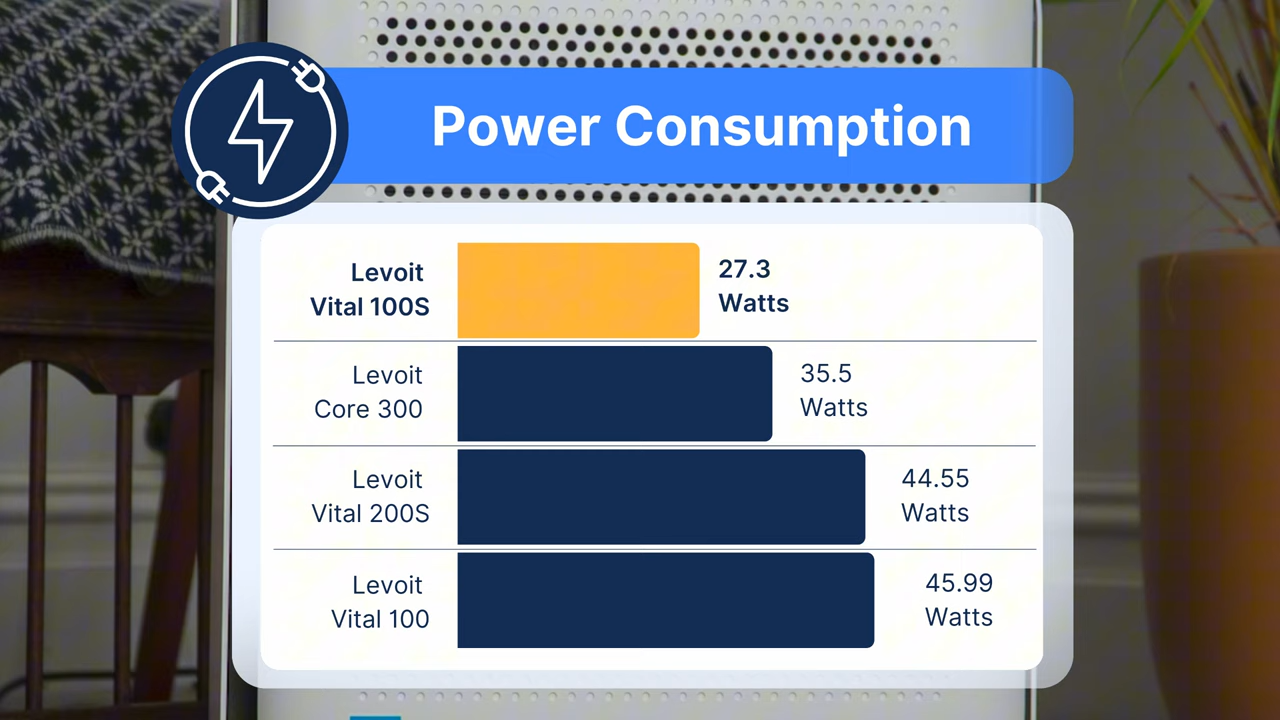 Power Consumption
Levoit
Vital 100S
27.3
Watts
Levoit
Core 300
35.5
Watts
Levoit
Vital 200S
44.55
Watts
Levoit
Vital 100
45.99
Watts